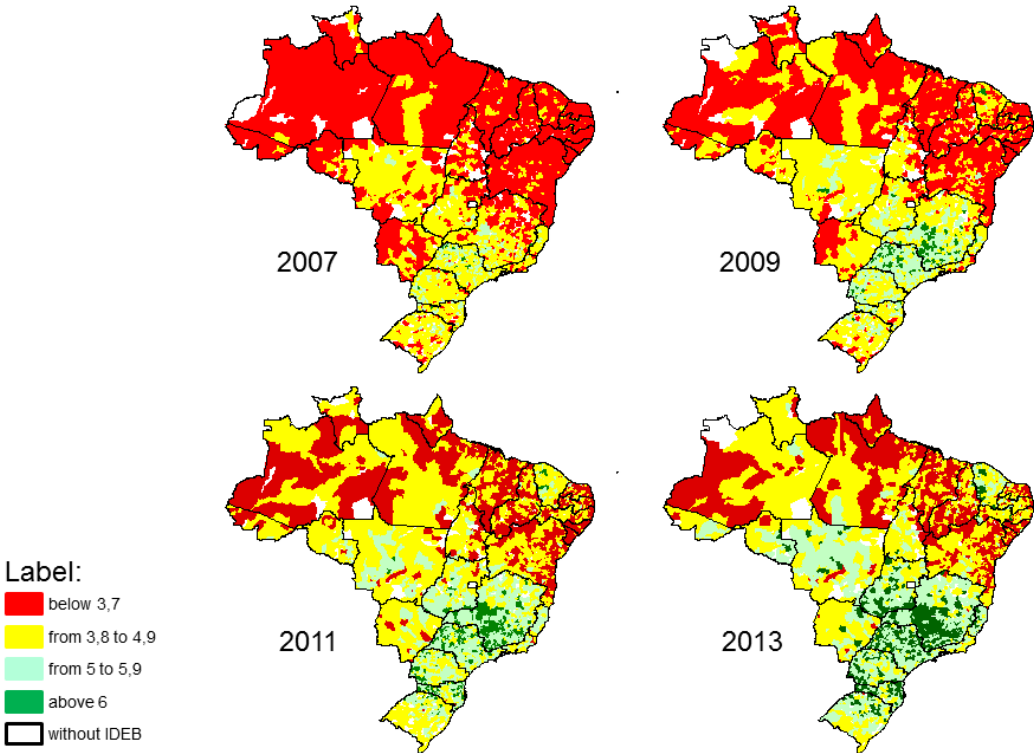 2007
2009
2011
2013
Label:
below 3,7
from 3,8 to 4,9
from 5 to 5,9
above 6
without IDEB